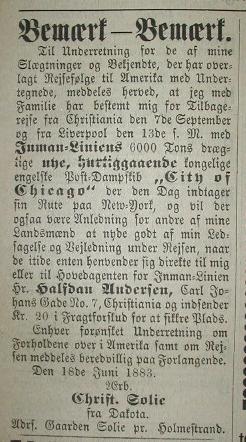 Bemærk — Bemærk.
Til Underretning for de af mine
Slægtninger og Bekjendte, der har over-
lagt Reisefølge til Amerika med Under-
tegnede, meddeles herved, at jeg med
Familie har bestemt mig for Tilbage-
reise fra Christiania den 7de September
og fra Liverpool den 13de s. M. med
Inman-Liniens 6000 Tons dræg-
tige nye, hurtiggaaende kongelige
engelske Post-Dampskib „City of
Chicago" der den Dag indtager
sin Rute paa New-York, og vil der
ogsaa være Anledning for andre af mine
Landsmænd at nyde godt af min Led-
sagelse og Vejledning under Rejsen, naar
de itide enten henvender sig direkte til mig
eller til Hovedagenten for Inman-Linien
Hr. Halfdan Andersen, Carl Jo-
hans Gade No. 7, Christiania og indsender
Kr. 20 i Fragtforskud for at sikkre Plads.
Enhver forønsket Underretning om
Forholdene over i Amerika samt om Rej-
sen meddeles beredvillig paa Forlangende.
Den 18de Juni 1883.
Ærb.
Christ. Solie
fra Dakota.
Adrs. Gaarden Solie pr. Holmestrand.